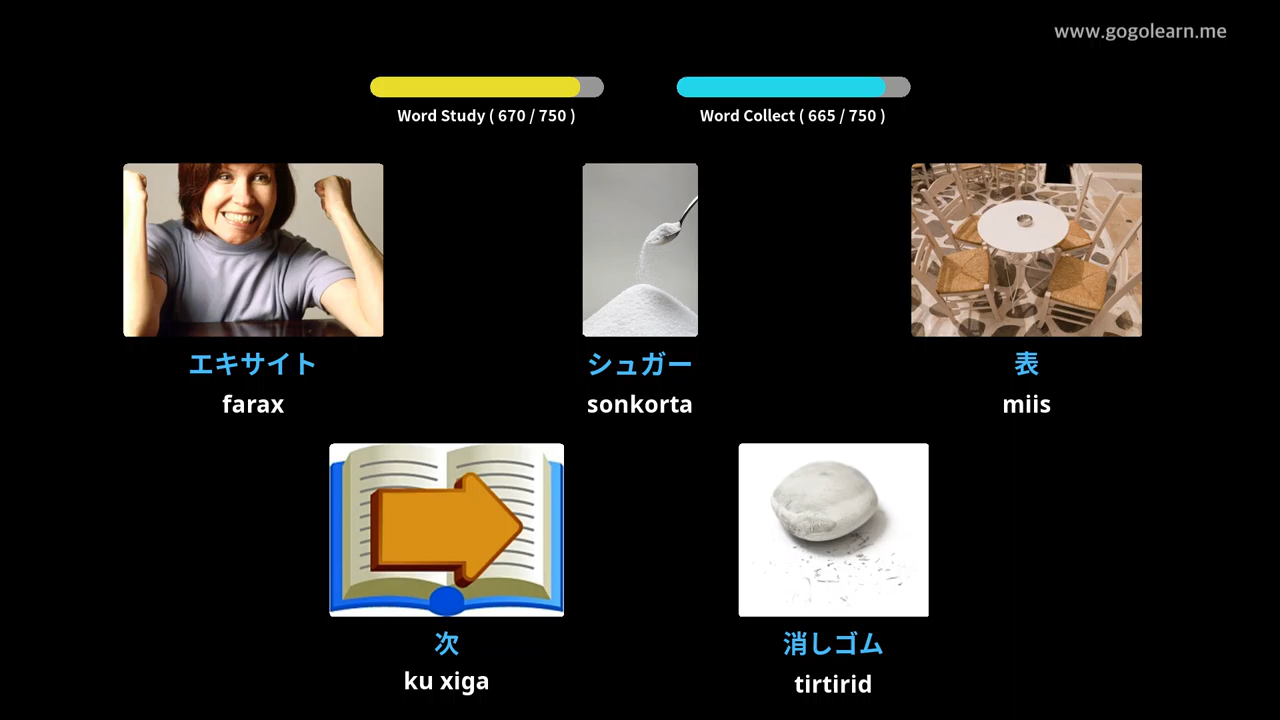 www.gogolearn.me
Word Study ( 670 / 750 )
Word Collect ( 665 / 750 )
エキサイト
farax
シュガー
sonkorta
表
miis
次
ku xiga
消しゴム
tirtirid